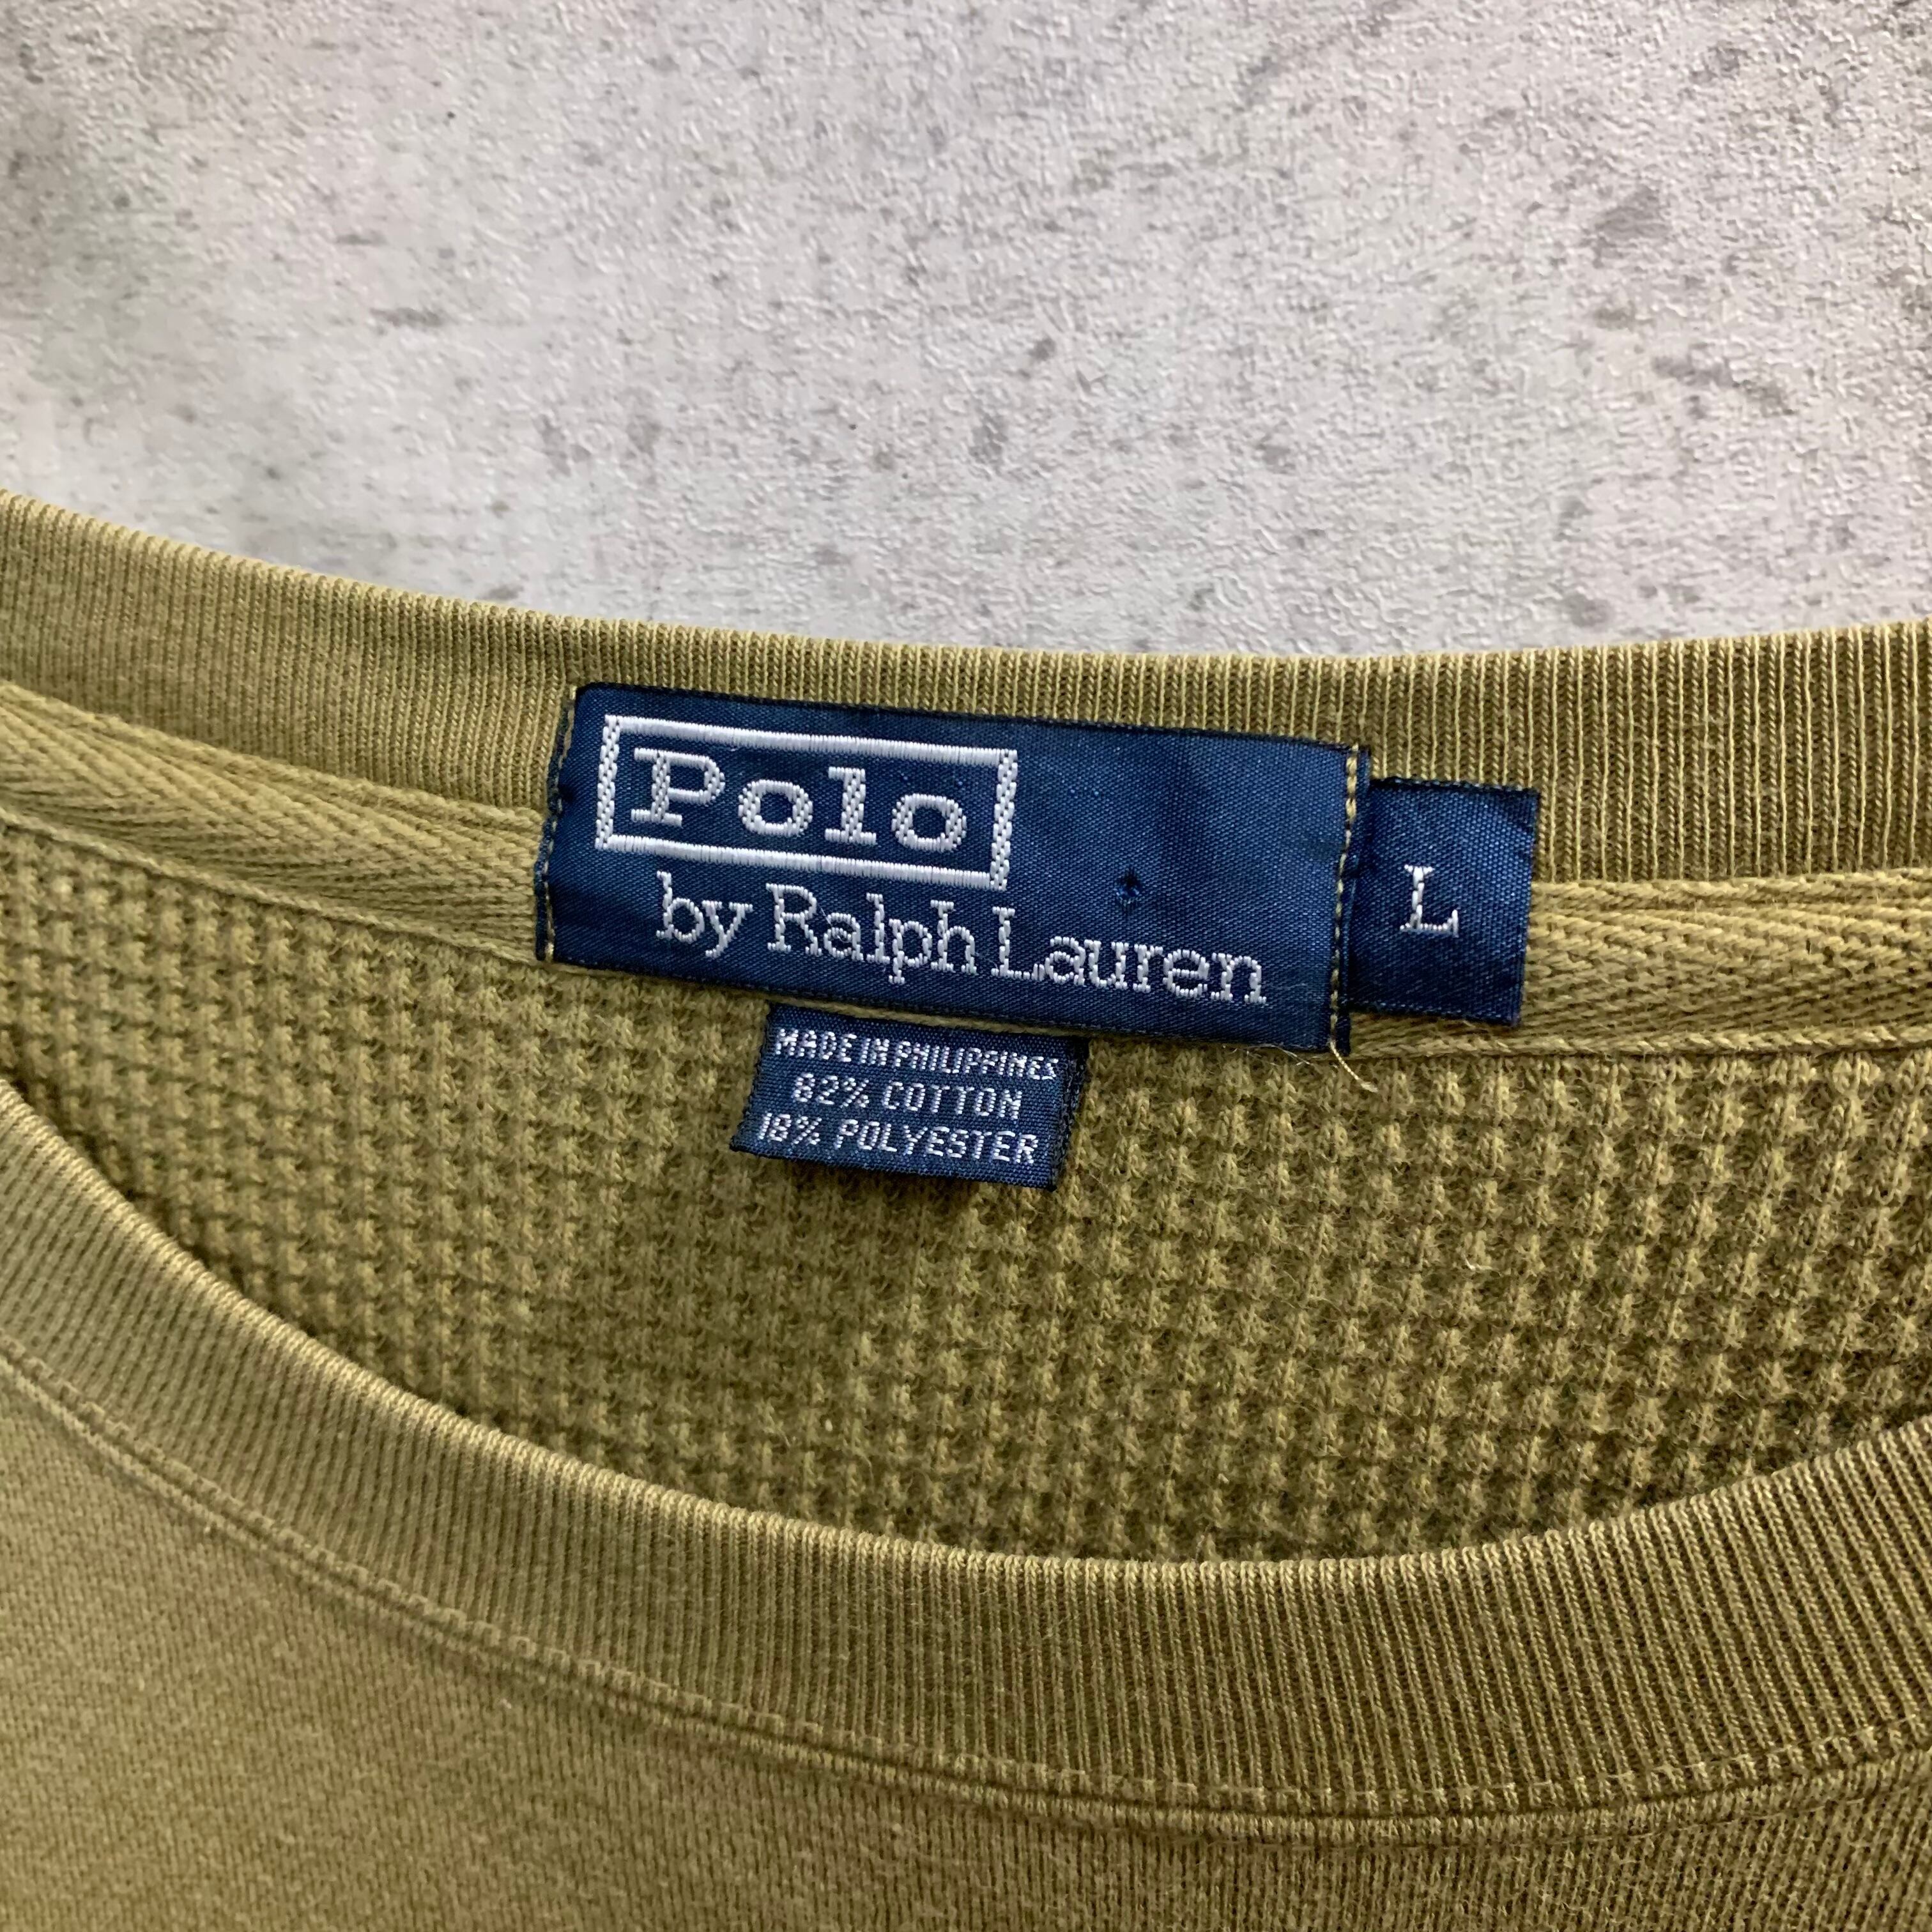 Polo
by Ralph Lauren
L
MADE IN PHILIPPINES
82% COTTON
18% POLYESTER